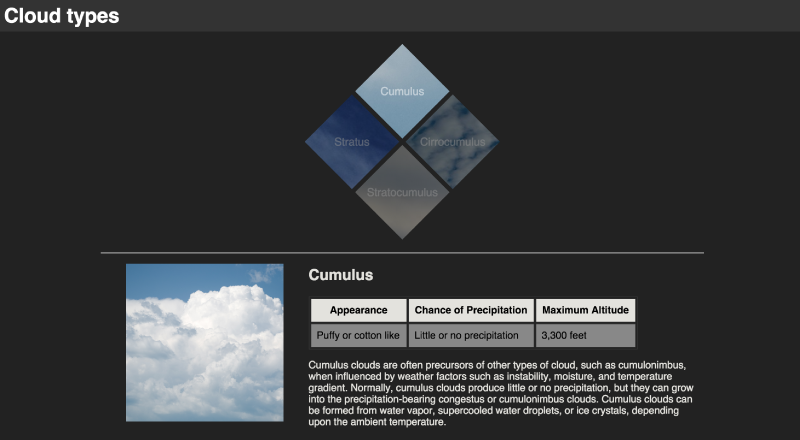 Cloud types
Cumulus
Stratus
Cirrocumulus
Stratocumulus
Cumulus
Appearance Chance of Precipitation Maximum Altitude
Puffy or cotton like Little or no precipitation 3,300 feet
Cumulus clouds are often precursors of other types of cloud, such as cumulonimbus,
when influenced by weather factors such as instability, moisture, and temperature
gradient. Normally, cumulus clouds produce little or no precipitation, but they can grow
into the precipitation-bearing congestus or cumulonimbus clouds. Cumulus clouds can
be formed from water vapor, supercooled water droplets, or ice crystals, depending
upon the ambient temperature.